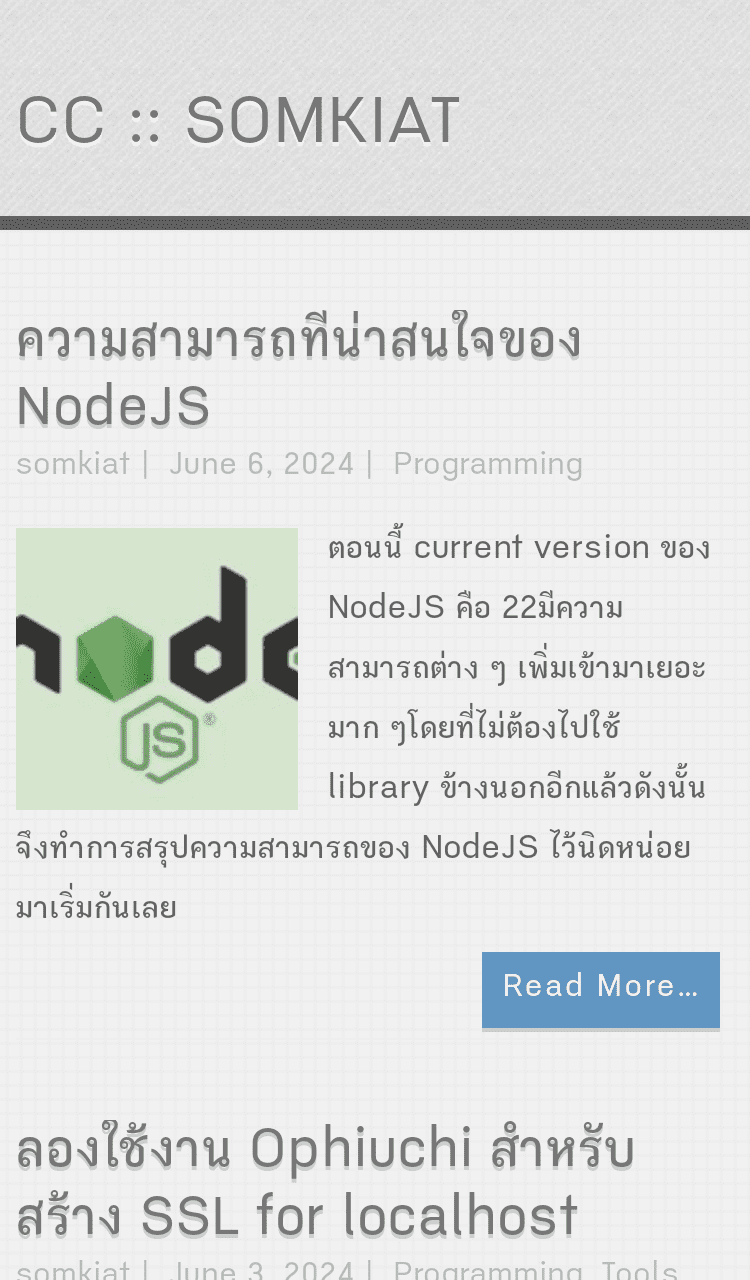 CC :: SOMKIAT
ความสามารถที่น่าสนใจของ
NodeJS
somkiat | June 6, 2024 | Programming
ตอนนี้ current version ของ
NodeJS คือ 22มีความ
สามารถต่าง ๆ เพิ่มเข้ามาเยอะ
มาก ๆโดยที่ไม่ต้องไปใช้
library ข้างนอกอีกแล้วดังนั้น
จึงทำการสรุปความสามารถของ NodeJS ไว้นิดหน่อย
มาเริ่มกันเลย
JS
®
Read More…
ลองใช้งาน Ophiuchi สำหรับ
สร้าง SSL for localhost
somkiat | June 3, 2024 | Programming, Tools